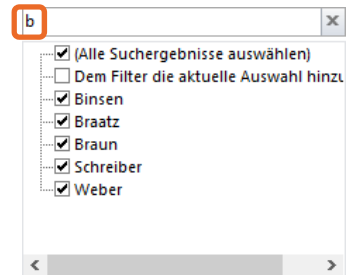 b
(Alle Suchergebnisse auswählen)
Dem Filter die aktuelle Auswahl hinzu
Binsen
Braatz
Braun
Schreiber
Weber